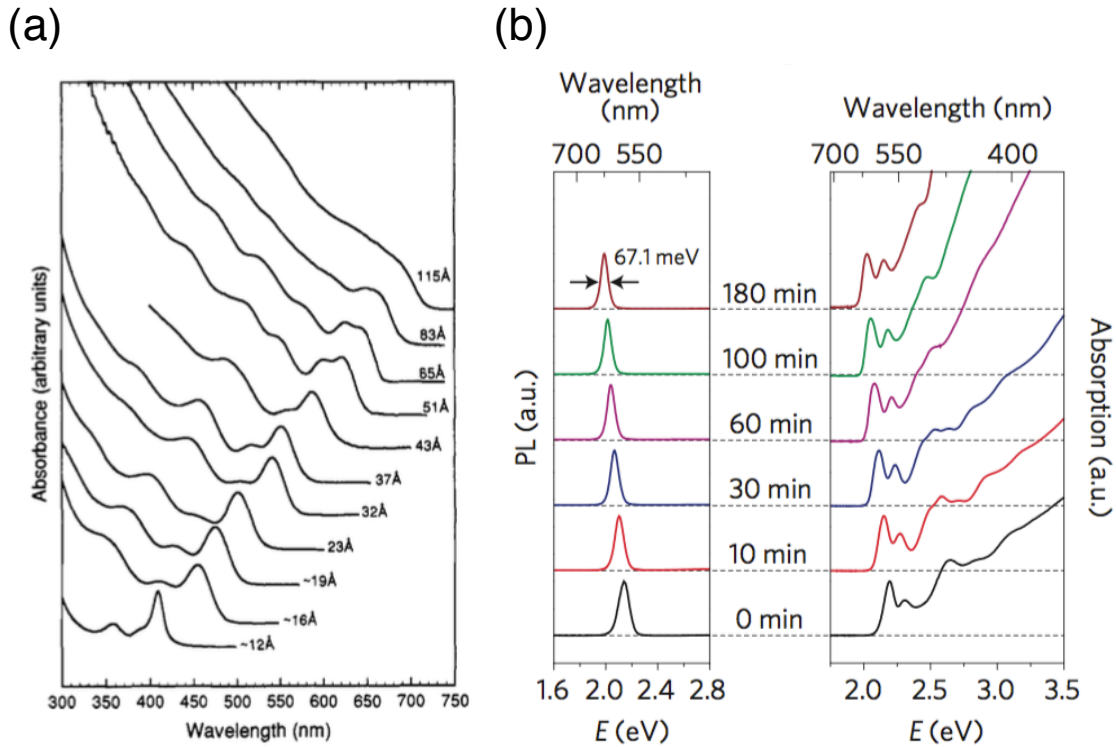 (a)
(b)
Absorbance (arbitrary units)
115Å
83Å
65Å
51Å
43Å
37Å
32Å
23Å
~19Å
~16Å
~12Å
300 350 400 450 500 550 600 650 700 750
Wavelength (nm)
Wavelength
(nm)
700 550
67.1 meV
PL (a.u.)
1.6 2.0 2.4 2.8
E (eV)
180 min
100 min
60 min
30 min
10 min
0 min
Wavelength (nm)
700 550 400
Absorption (a.u.)
2.0 2.5 3.0 3.5
E (eV)